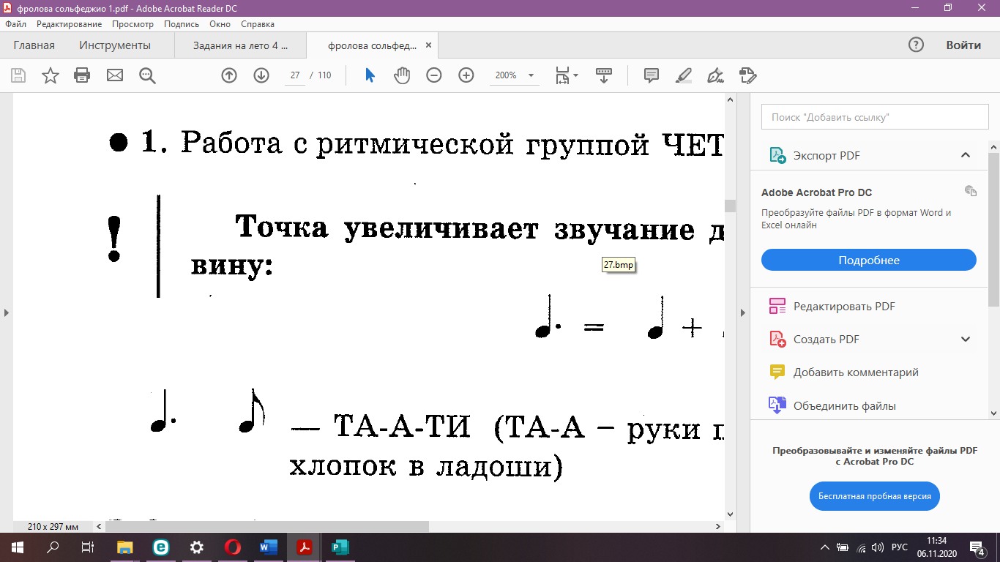 фролова сольфеджио 1.pdf - Adobe Acrobat Reader DC
Файл Редактирование Просмотр Подпись Окно Справка
Главная Инструменты Задания на лето 4 ... фролова сольфед... × Войти
27 / 110 200%
● 1. Работа с ритмической группой ЧЕТ
! Точка увеличивает звучание д
вину:
27.bmp
= +
— ТА-А-ТИ (ТА-А – руки п
хлопок в ладоши)
210 x 297 мм
Поиск "Добавить ссылку"
Экспорт PDF
Adobe Acrobat Pro DC
Преобразуйте файлы PDF в формат Word и
Excel онлайн
Подробнее
Редактировать PDF
Создать PDF
Добавить комментарий
Объединить файлы
Преобразовывайте и изменяйте файлы PDF
с Acrobat Pro DC
Бесплатная пробная версия
РУС 11:34
06.11.2020 4